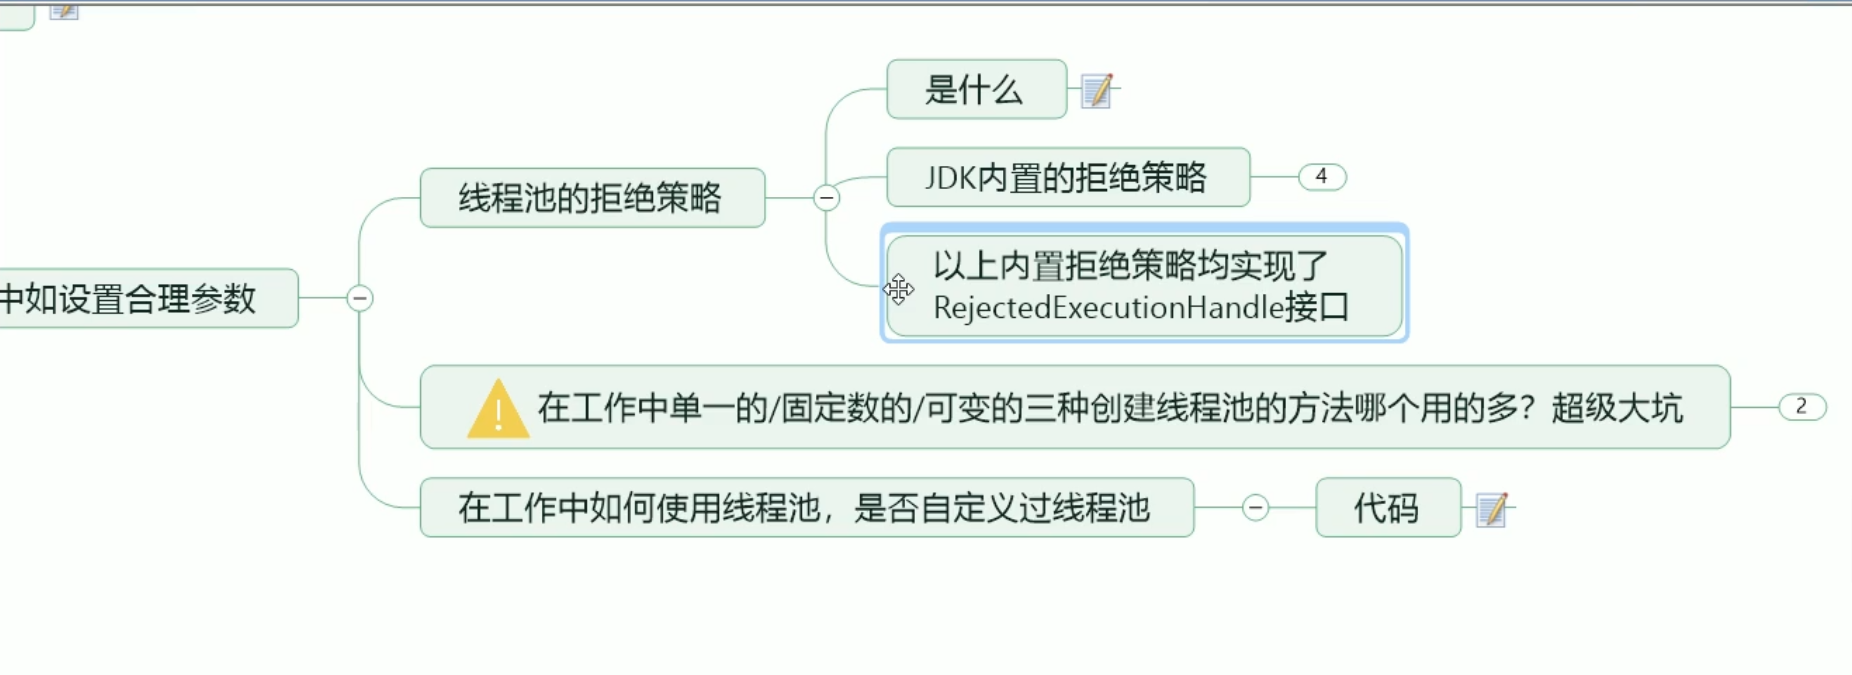 是什么
JDK内置的拒绝策略
4
线程池的拒绝策略
以上内置拒绝策略均实现了
RejectedExecutionHandle接口
中如设置合理参数
在工作中单一的/固定数的/可变的三种创建线程池的方法哪个用的多？超级大坑
2
在工作中如何使用线程池，是否自定义过线程池
代码